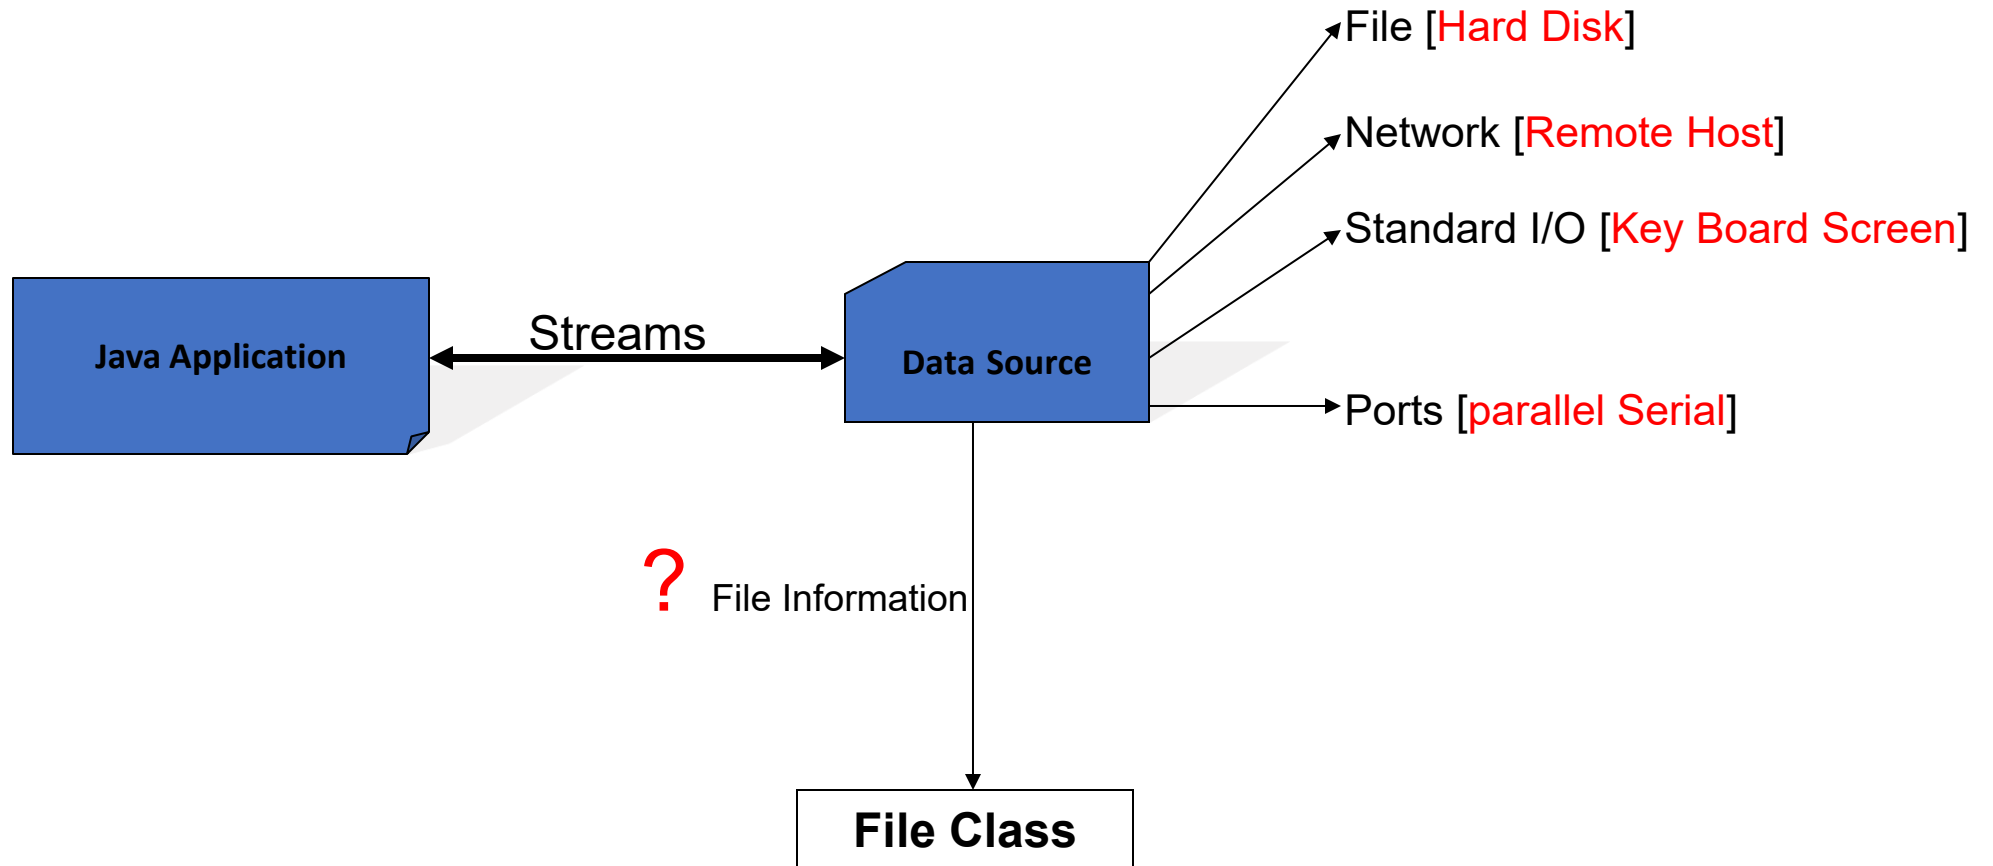 File [Hard Disk]
Network [Remote Host]
Standard I/O [Key Board Screen]
Streams
Java Application
Data Source
Ports [parallel Serial]
? File Information
File Class